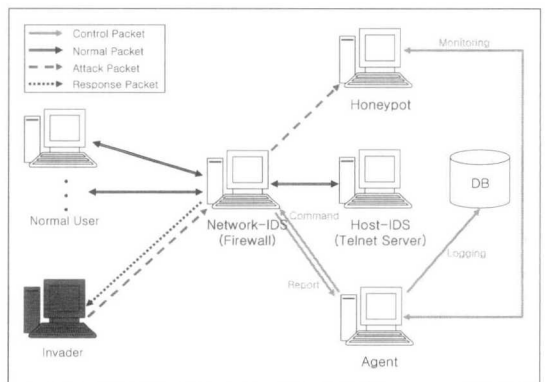 Control Packet
Normal Packet
Attack Packet
Response Packet
Monitoring
Honeypot
DB
Normal User
Network-IDS
(Firewall)
Command
Host-IDS
(Telnet Server)
Logging
Report
Invader
Agent